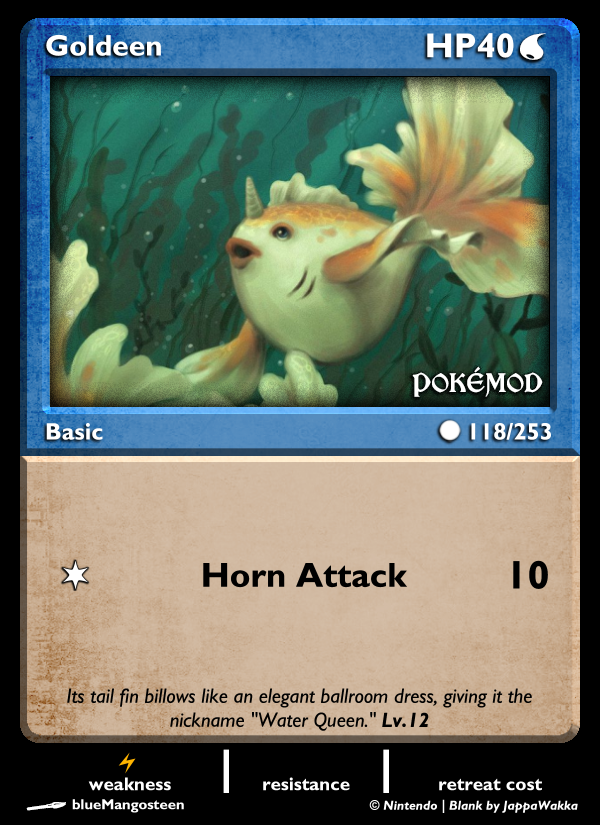 Goldeen HP40
POKÉMOD
Basic 118/253
Horn Attack 10
Its tail fin billows like an elegant ballroom dress, giving it the
nickname "Water Queen." Lv.12
weakness resistance retreat cost
blueMangosteen © Nintendo | Blank by JappaWakka